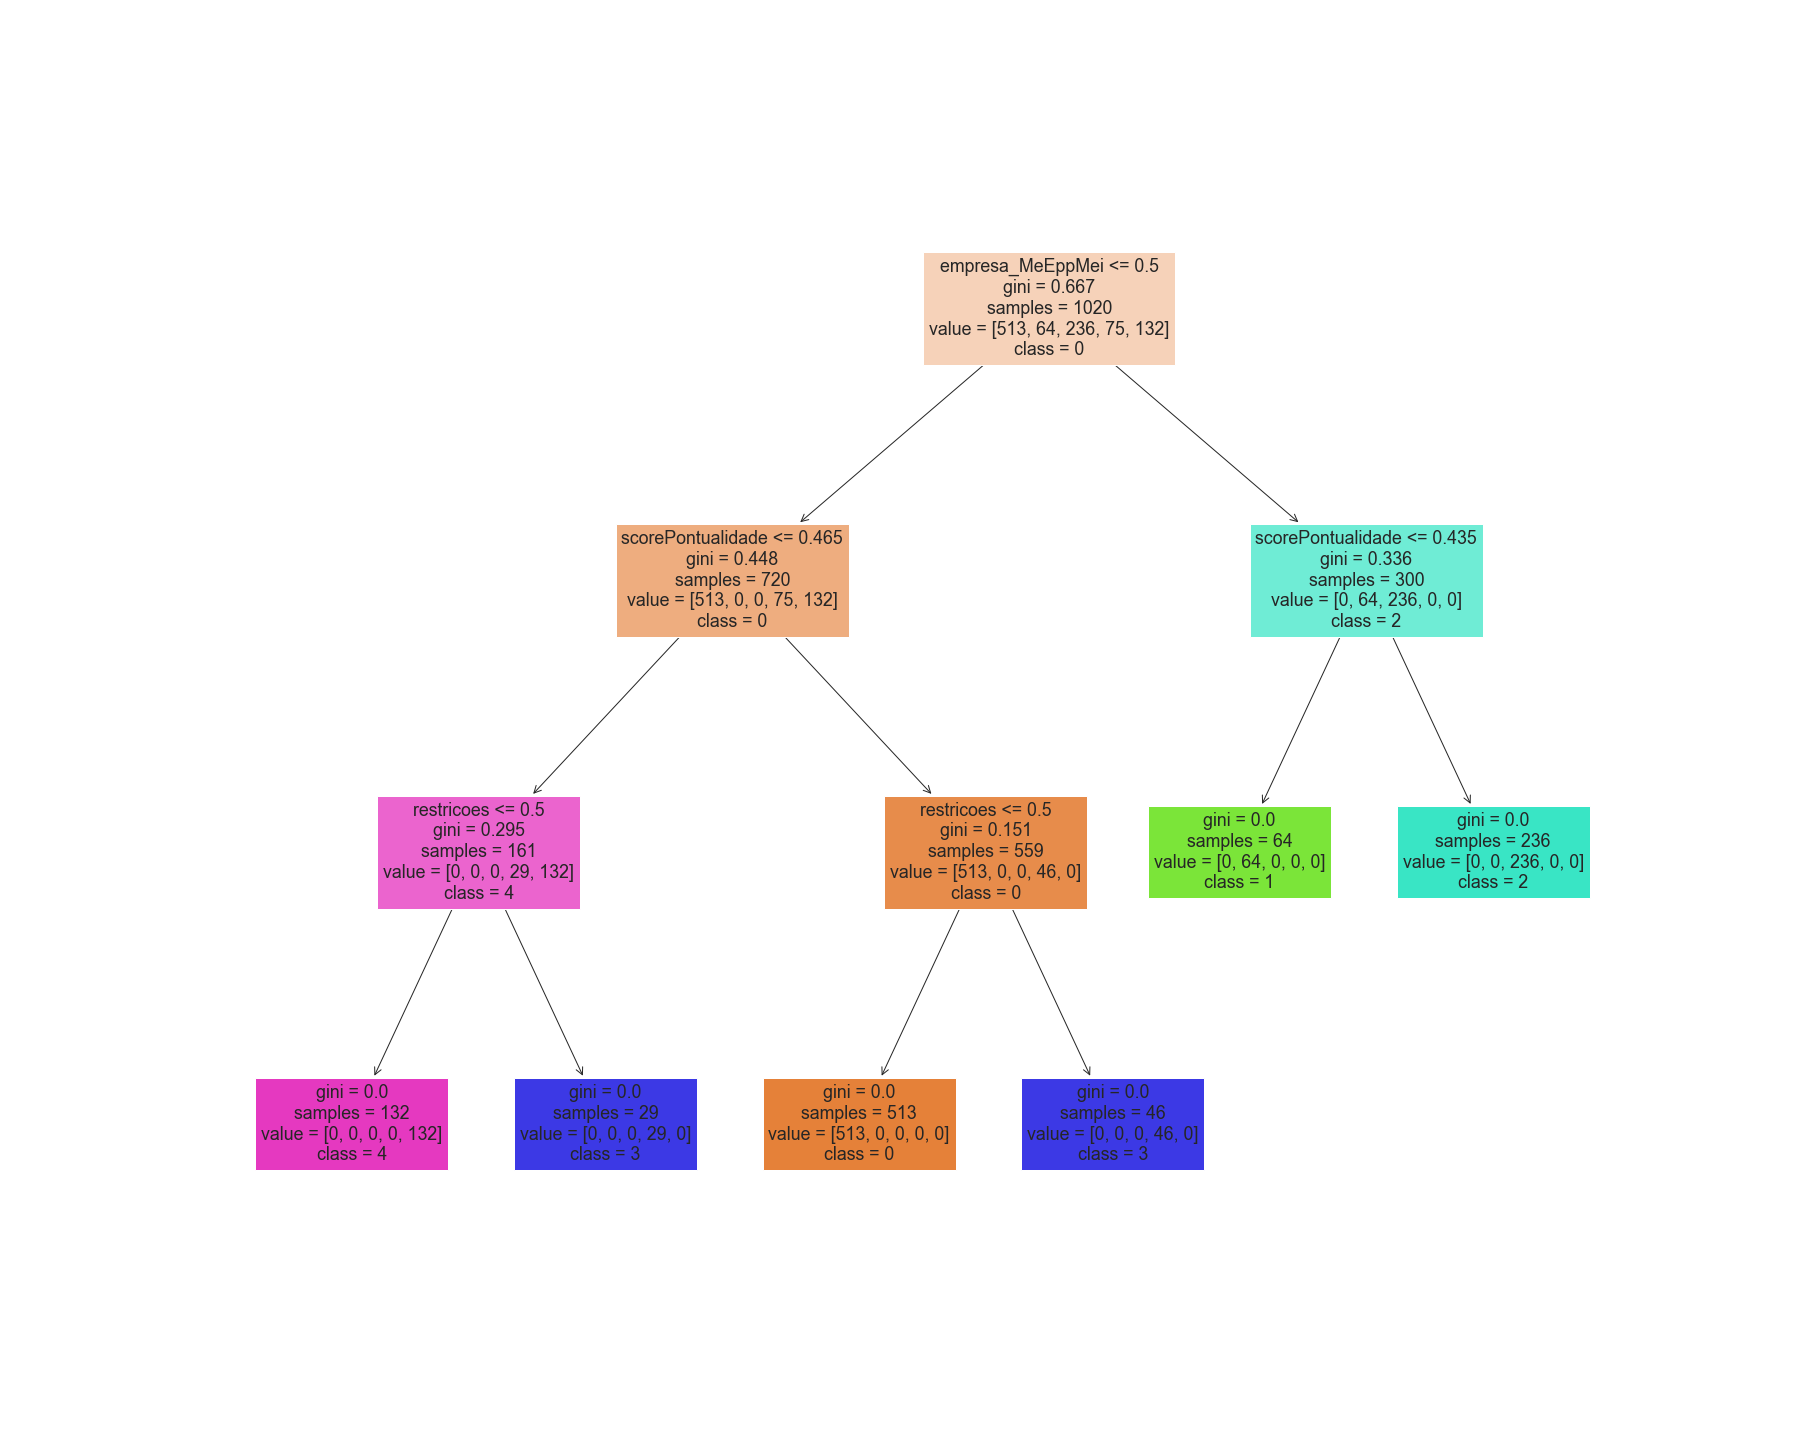 empresa_MeEppMei <= 0.5
gini = 0.667
samples = 1020
value = [513, 64, 236, 75, 132]
class = 0
scorePontualidade <= 0.465
gini = 0.448
samples = 720
value = [513, 0, 0, 75, 132]
class = 0
scorePontualidade <= 0.435
gini = 0.336
samples = 300
value = [0, 64, 236, 0, 0]
class = 2
restricoes <= 0.5
gini = 0.295
samples = 161
value = [0, 0, 0, 29, 132]
class = 4
restricoes <= 0.5
gini = 0.151
samples = 559
value = [513, 0, 0, 46, 0]
class = 0
gini = 0.0
samples = 64
value = [0, 64, 0, 0, 0]
class = 1
gini = 0.0
samples = 236
value = [0, 0, 236, 0, 0]
class = 2
gini = 0.0
samples = 132
value = [0, 0, 0, 0, 132]
class = 4
gini = 0.0
samples = 29
value = [0, 0, 0, 29, 0]
class = 3
gini = 0.0
samples = 513
value = [513, 0, 0, 0, 0]
class = 0
gini = 0.0
samples = 46
value = [0, 0, 0, 46, 0]
class = 3